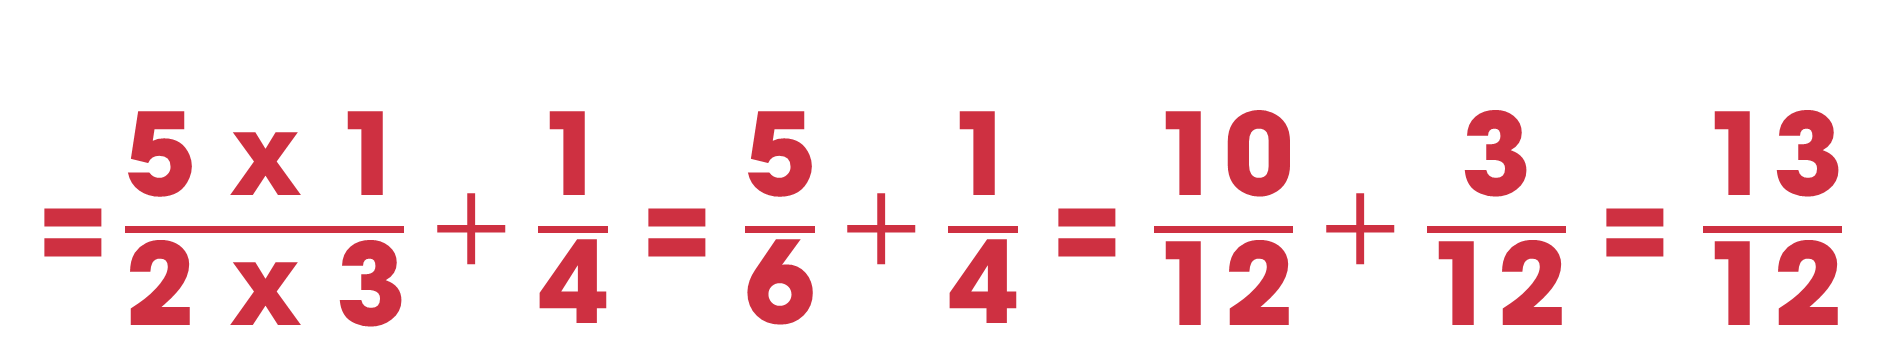 = 5 x 1 / 2 x 3 + 1 / 4 = 5 / 6 + 1 / 4 = 10 / 12 + 3 / 12 = 13 / 12